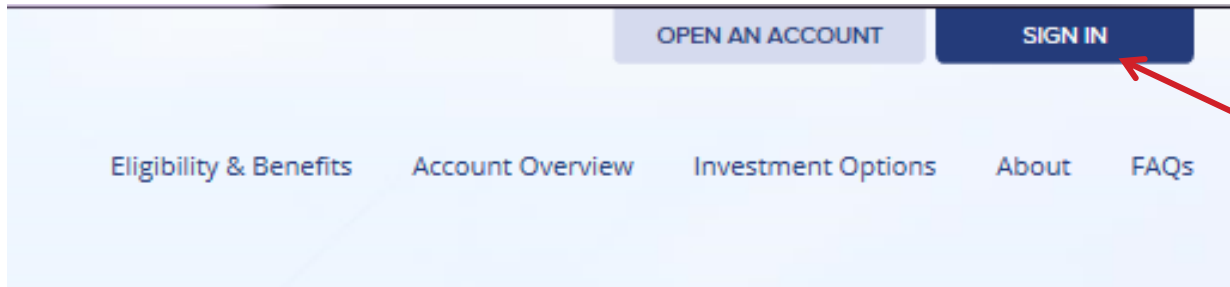 OPEN AN ACCOUNT SIGN IN
Eligibility & Benefits Account Overview Investment Options About FAQs